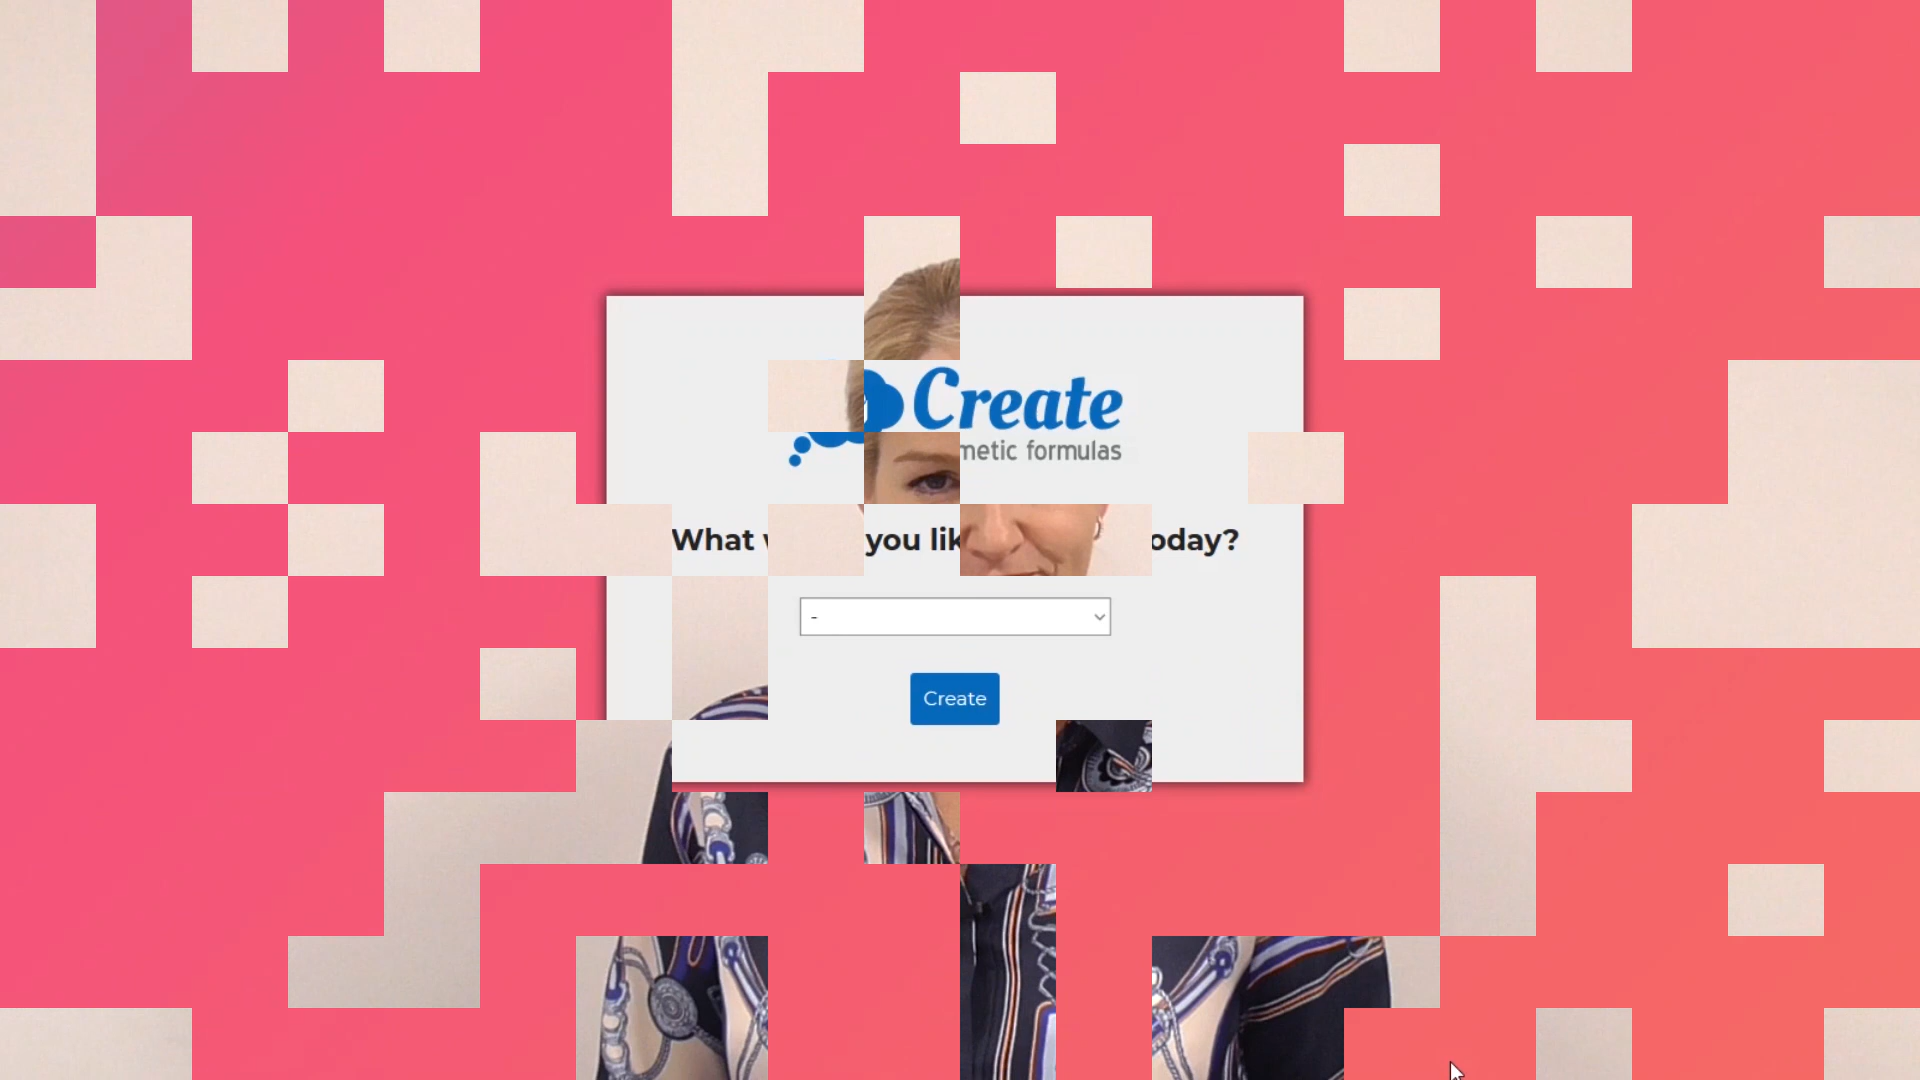 Create
metic formulas
What you lik oday?
-
Create